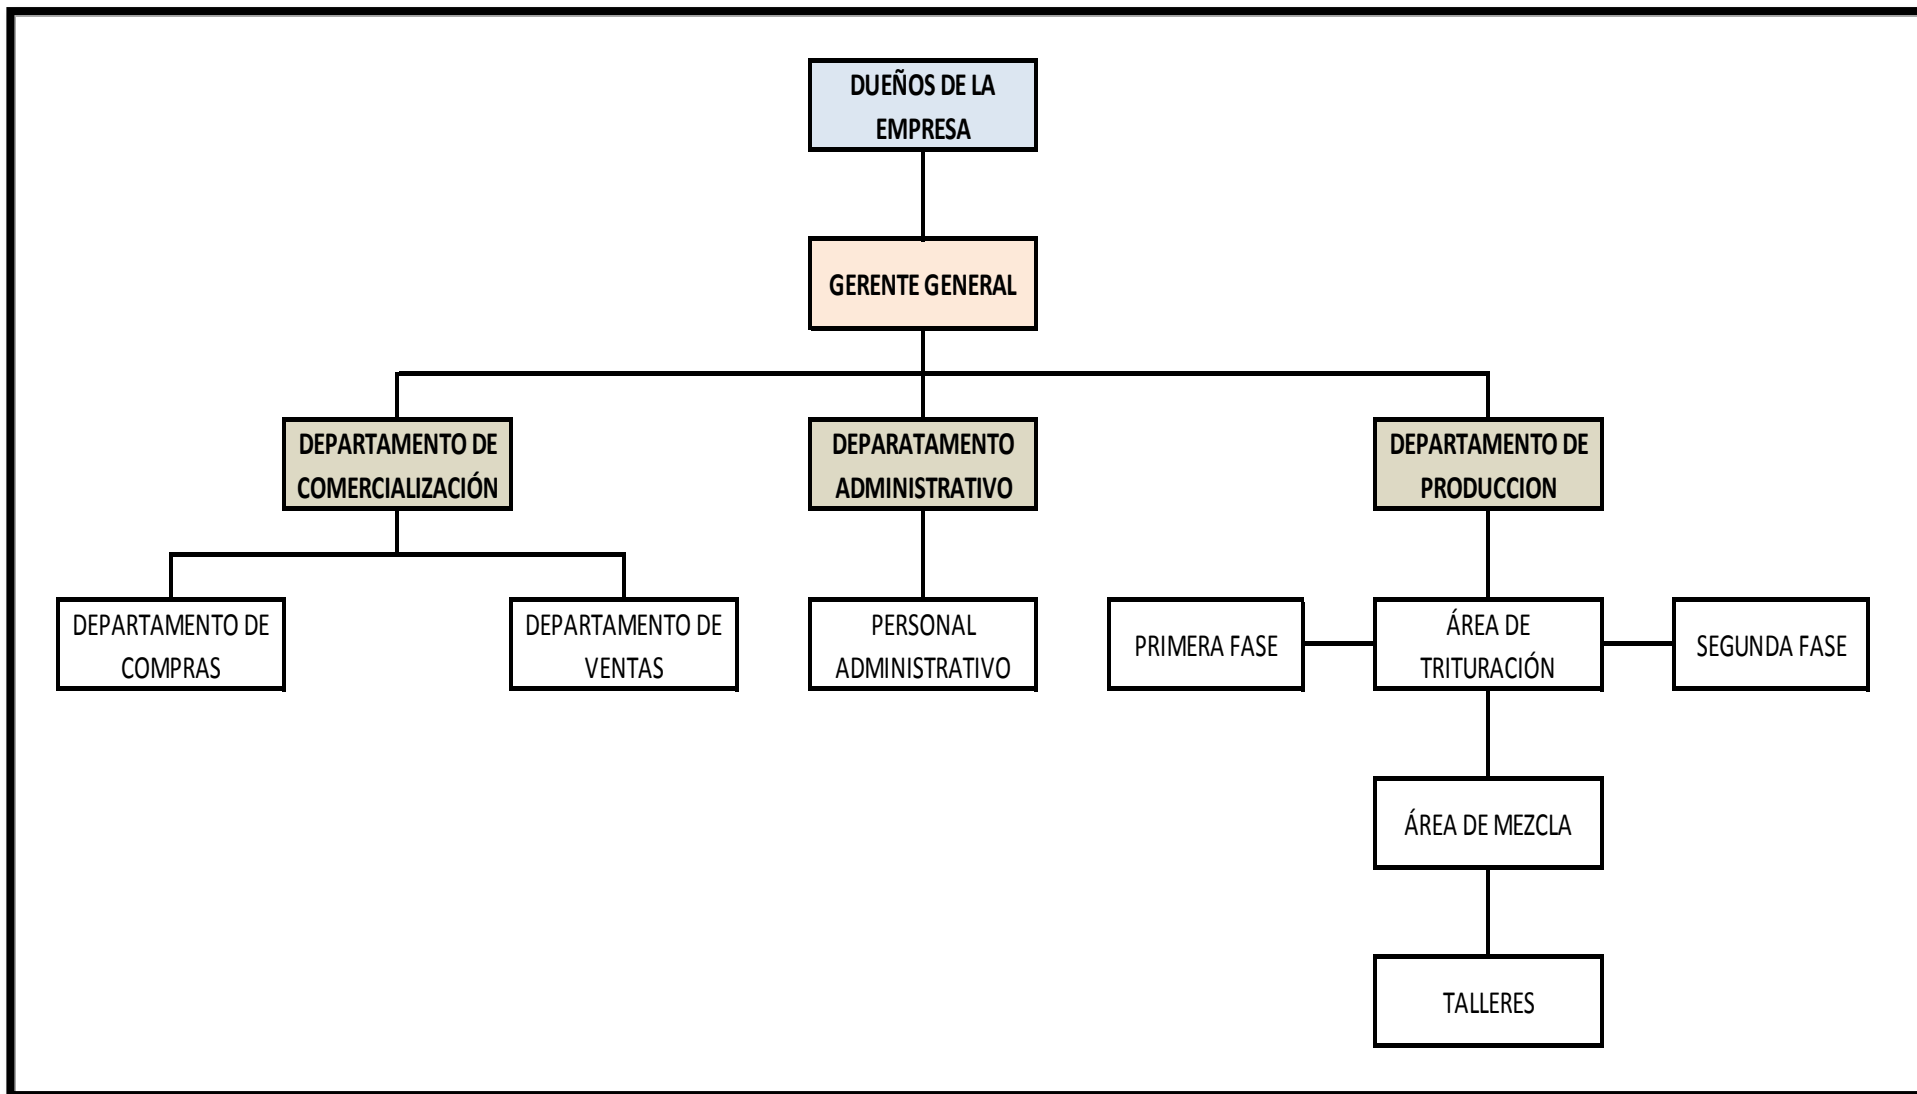 DUEÑOS DE LA
EMPRESA
GERENTE GENERAL
DEPARTAMENTO DE
COMERCIALIZACIÓN
DEPARATAMENTO
ADMINISTRATIVO
DEPARTAMENTO DE
PRODUCCION
DEPARTAMENTO DE
COMPRAS
DEPARTAMENTO DE
VENTAS
PERSONAL
ADMINISTRATIVO
PRIMERA FASE
ÁREA DE
TRITURACIÓN
SEGUNDA FASE
ÁREA DE MEZCLA
TALLERES